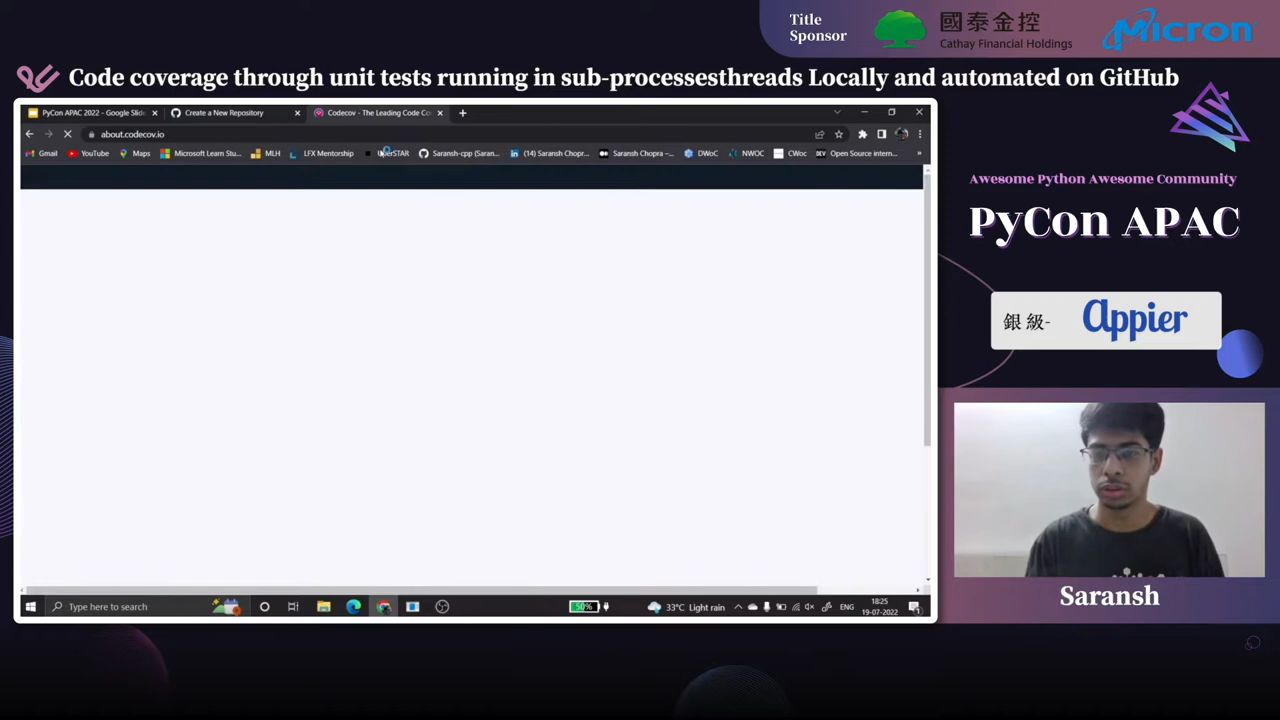 Title
Sponsor
國泰金控
Cathay Financial Holdings
Micron
Code coverage through unit tests running in sub-processesthreads Locally and automated on GitHub
PyCon APAC 2022 - Google Slid
Create a New Repository
Codecov - The Leading Code Co
about.codecov.io
Gmail
YouTube
Maps
Microsoft Learn Stu...
MLH
LFX Mentorship
Saransh-cpp (Saran...
(14) Saransh Chopr...
Saransh Chopra –...
DWoC
NWOC
CWoc
DEV
Open Source intern...
»
Awesome Python Awesome Community
PyCon APAC
銀級-
Appier
Saransh
Type here to search
50%
33°C Light rain
ENG
18:25
19-07-2022